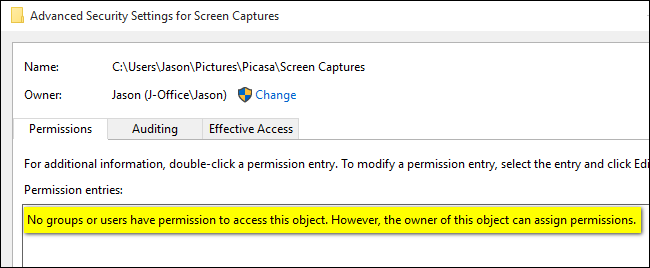 Advanced Security Settings for Screen Captures
Name: C:\Users\Jason\Pictures\Picasa\Screen Captures
Owner: Jason (J-Office\Jason) Change
Permissions Auditing Effective Access
For additional information, double-click a permission entry. To modify a permission entry, select the entry and click Edi
Permission entries:
No groups or users have permission to access this object. However, the owner of this object can assign permissions.